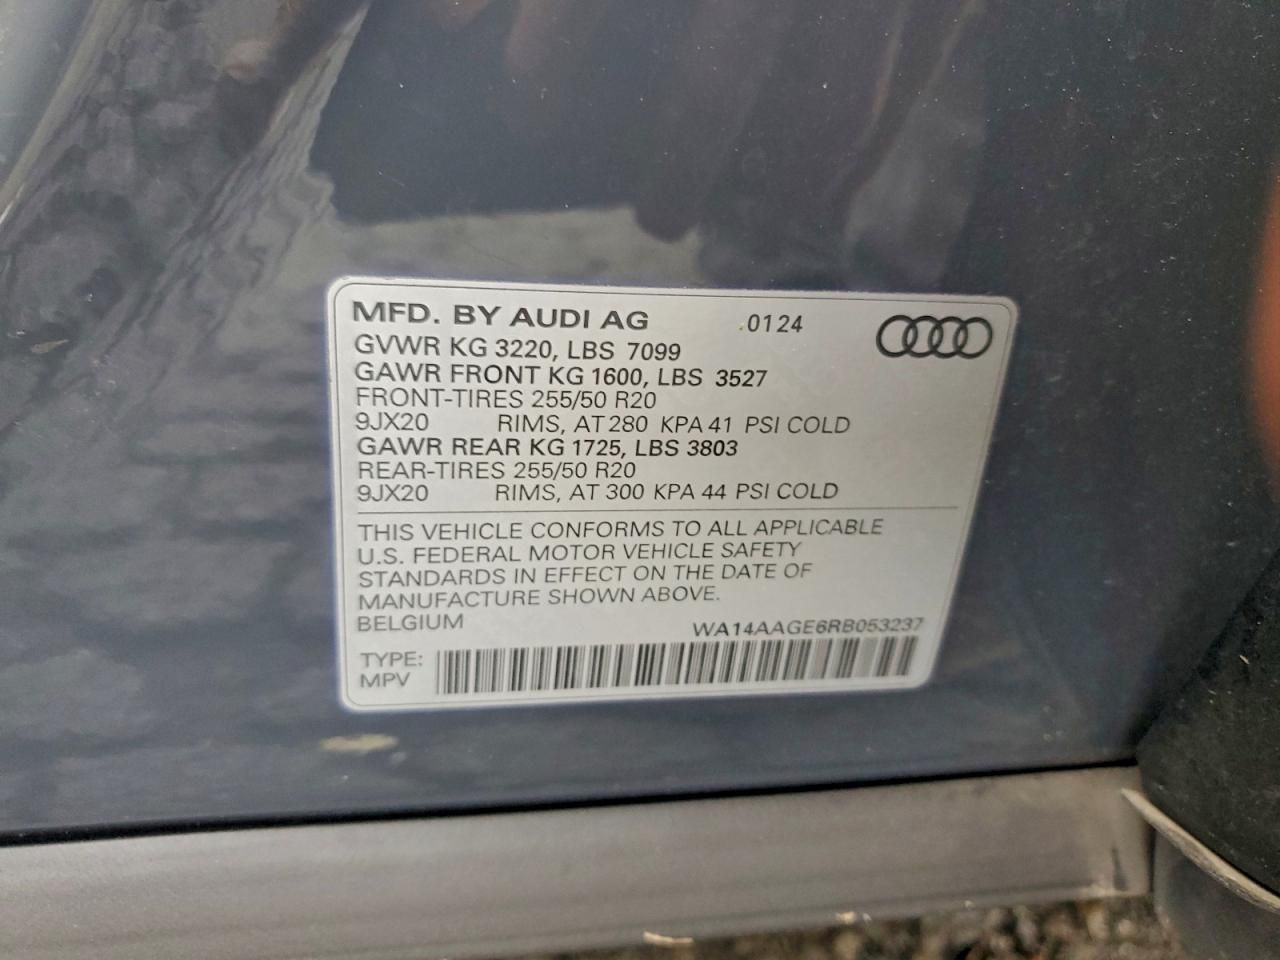 MFD. BY AUDI AG 0124
GVWR KG 3220, LBS 7099
GAWR FRONT KG 1600, LBS 3527
FRONT-TIRES 255/50 R20
9JX20 RIMS, AT 280 KPA 41 PSI COLD
GAWR REAR KG 1725, LBS 3803
REAR-TIRES 255/50 R20
9JX20 RIMS, AT 300 KPA 44 PSI COLD
THIS VEHICLE CONFORMS TO ALL APPLICABLE
U.S. FEDERAL MOTOR VEHICLE SAFETY
STANDARDS IN EFFECT ON THE DATE OF
MANUFACTURE SHOWN ABOVE.
BELGIUM WA14AAGE6RB053237
TYPE:
MPV